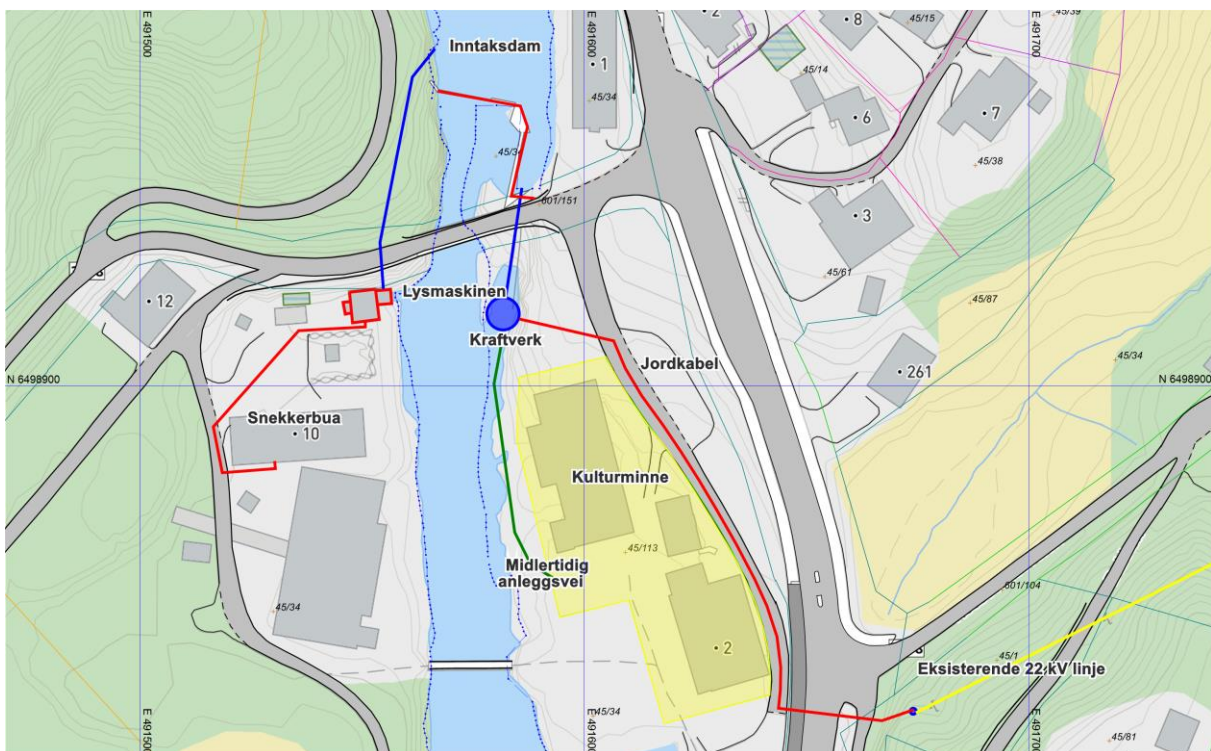 E 491500
E 491600
E 491700
45/39
45/15
2
8
Inntaksdam
1
45/14
45/34
6
7
45/3
45/38
601/151
3
12
45/61
Lysmaskinen
45/87
Kraftverk
45/34
Jordkabel
261
N 6498900
N 6498900
Snekkerbua
10
Kulturminne
45/113
Midlertidig
anleggsvei
45/34
601/104
2
45/1
Eksisterende 22 kV linje
E 491500
E 491600
45/34
E 491700
45/81